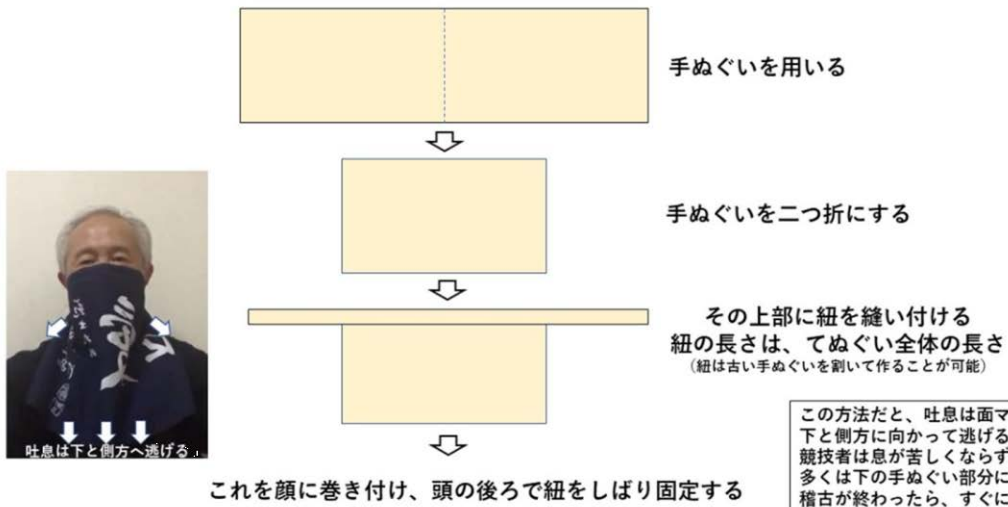 手ぬぐいを用いる
手ぬぐいを二つ折にする
その上部に紐を縫い付ける
紐の長さは、てぬぐい全体の長さ
（紐は古い手ぬぐいを割いて作ることが可能）
吐息は下と側方へ逃げる
これを顔に巻き付け、頭の後ろで紐をしばり固定する
この方法だと、吐息は面マ
下と側方に向かって逃げる
競技者は息が苦しくならず
多くは下の手ぬぐい部分に
稽古が終わったら、すぐに